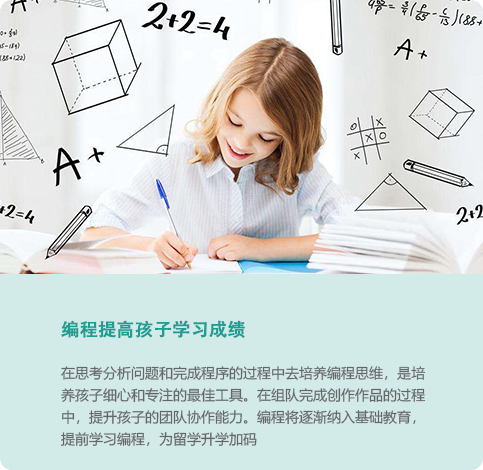 2+2=4
A+
A+
A+
2+2=4
2+2
编程提高孩子学习成绩
在思考分析问题和完成程序的过程中去培养编程思维，是培
养孩子细心和专注的最佳工具。在组队完成创作作品的过程
中，提升孩子的团队协作能力。编程将逐渐纳入基础教育，
提前学习编程，为留学升学加码